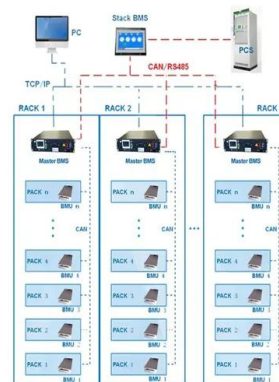 Stack BMS
PC
PCS
CAN/RS485
TCP/IP
RACK 1
RACK 2
RACK
Master BMS
Master BMS
Master BMS
PACK n
BMU n
PACK n
BMU n
PACK n
BMU n
CAN
CAN
CAN
PACK 4
BMU 4
PACK 4
BMU 4
PACK 4
BMU 4
PACK 3
BMU 3
PACK 3
BMU 3
PACK 3
BMU 3
PACK 2
BMU 2
PACK 2
BMU 2
PACK 2
BMU 2
PACK 1
BMU
PACK 1
BMU
PACK 1
BMU